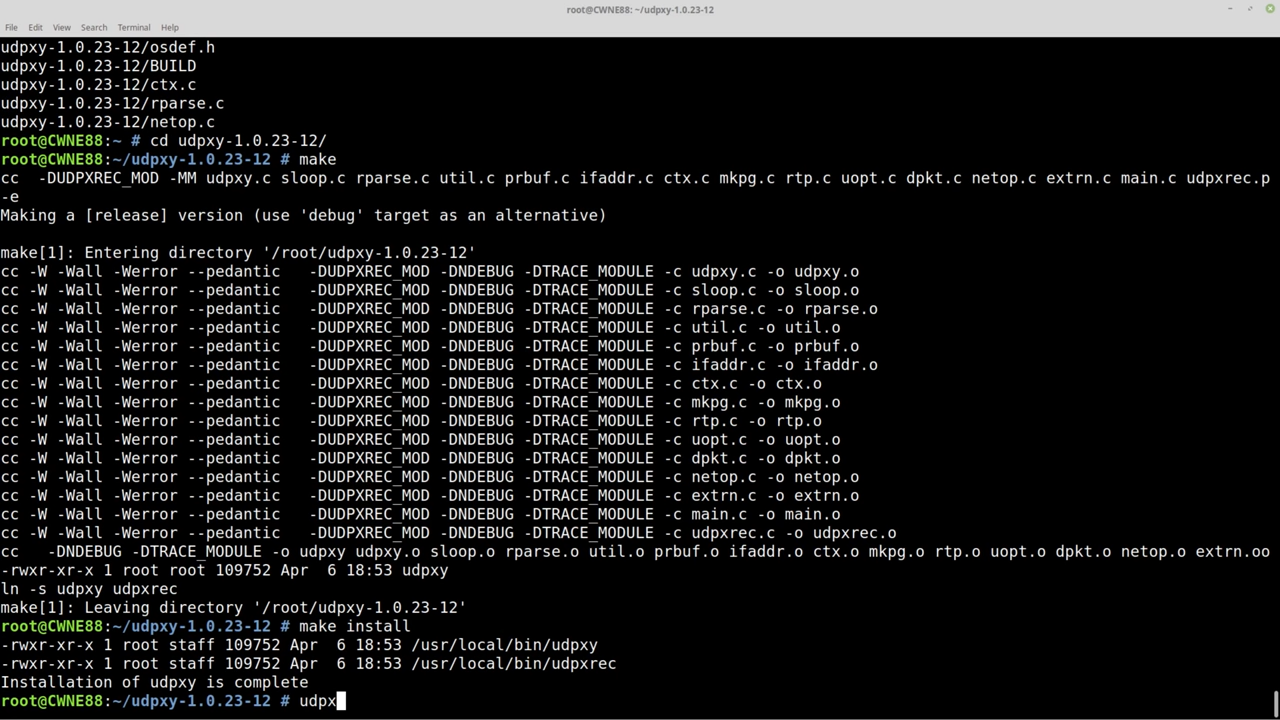 root@CWNE88: ~/udpxy-1.0.23-12
File Edit View Search Terminal Help
udpxy-1.0.23-12/osdef.h
udpxy-1.0.23-12/BUILD
udpxy-1.0.23-12/ctx.c
udpxy-1.0.23-12/rparse.c
udpxy-1.0.23-12/netop.c
root@CWNE88:~ # cd udpxy-1.0.23-12/
root@CWNE88:~/udpxy-1.0.23-12 # make
cc  -DUDPXREC_MOD -MM udpxy.c sloop.c rparse.c util.c prbuf.c ifaddr.c ctx.c mkpg.c rtp.c uopt.c dpkt.c netop.c extrn.c main.c udpxrec.p
-e
Making a [release] version (use 'debug' target as an alternative)
make[1]: Entering directory '/root/udpxy-1.0.23-12'
cc -W -Wall -Werror --pedantic   -DUDPXREC_MOD -DNDEBUG -DTRACE_MODULE -c udpxy.c -o udpxy.o
cc -W -Wall -Werror --pedantic   -DUDPXREC_MOD -DNDEBUG -DTRACE_MODULE -c sloop.c -o sloop.o
cc -W -Wall -Werror --pedantic   -DUDPXREC_MOD -DNDEBUG -DTRACE_MODULE -c rparse.c -o rparse.o
cc -W -Wall -Werror --pedantic   -DUDPXREC_MOD -DNDEBUG -DTRACE_MODULE -c util.c -o util.o
cc -W -Wall -Werror --pedantic   -DUDPXREC_MOD -DNDEBUG -DTRACE_MODULE -c prbuf.c -o prbuf.o
cc -W -Wall -Werror --pedantic   -DUDPXREC_MOD -DNDEBUG -DTRACE_MODULE -c ifaddr.c -o ifaddr.o
cc -W -Wall -Werror --pedantic   -DUDPXREC_MOD -DNDEBUG -DTRACE_MODULE -c ctx.c -o ctx.o
cc -W -Wall -Werror --pedantic   -DUDPXREC_MOD -DNDEBUG -DTRACE_MODULE -c mkpg.c -o mkpg.o
cc -W -Wall -Werror --pedantic   -DUDPXREC_MOD -DNDEBUG -DTRACE_MODULE -c rtp.c -o rtp.o
cc -W -Wall -Werror --pedantic   -DUDPXREC_MOD -DNDEBUG -DTRACE_MODULE -c uopt.c -o uopt.o
cc -W -Wall -Werror --pedantic   -DUDPXREC_MOD -DNDEBUG -DTRACE_MODULE -c dpkt.c -o dpkt.o
cc -W -Wall -Werror --pedantic   -DUDPXREC_MOD -DNDEBUG -DTRACE_MODULE -c netop.c -o netop.o
cc -W -Wall -Werror --pedantic   -DUDPXREC_MOD -DNDEBUG -DTRACE_MODULE -c extrn.c -o extrn.o
cc -W -Wall -Werror --pedantic   -DUDPXREC_MOD -DNDEBUG -DTRACE_MODULE -c main.c -o main.o
cc -W -Wall -Werror --pedantic   -DUDPXREC_MOD -DNDEBUG -DTRACE_MODULE -c udpxrec.c -o udpxrec.o
cc   -DNDEBUG -DTRACE_MODULE -o udpxy udpxy.o sloop.o rparse.o util.o prbuf.o ifaddr.o ctx.o mkpg.o rtp.o uopt.o dpkt.o netop.o extrn.oo
-rwxr-xr-x 1 root root 109752 Apr  6 18:53 udpxy
ln -s udpxy udpxrec
make[1]: Leaving directory '/root/udpxy-1.0.23-12'
root@CWNE88:~/udpxy-1.0.23-12 # make install
-rwxr-xr-x 1 root staff 109752 Apr  6 18:53 /usr/local/bin/udpxy
-rwxr-xr-x 1 root staff 109752 Apr  6 18:53 /usr/local/bin/udpxrec
Installation of udpxy is complete
root@CWNE88:~/udpxy-1.0.23-12 # udpx